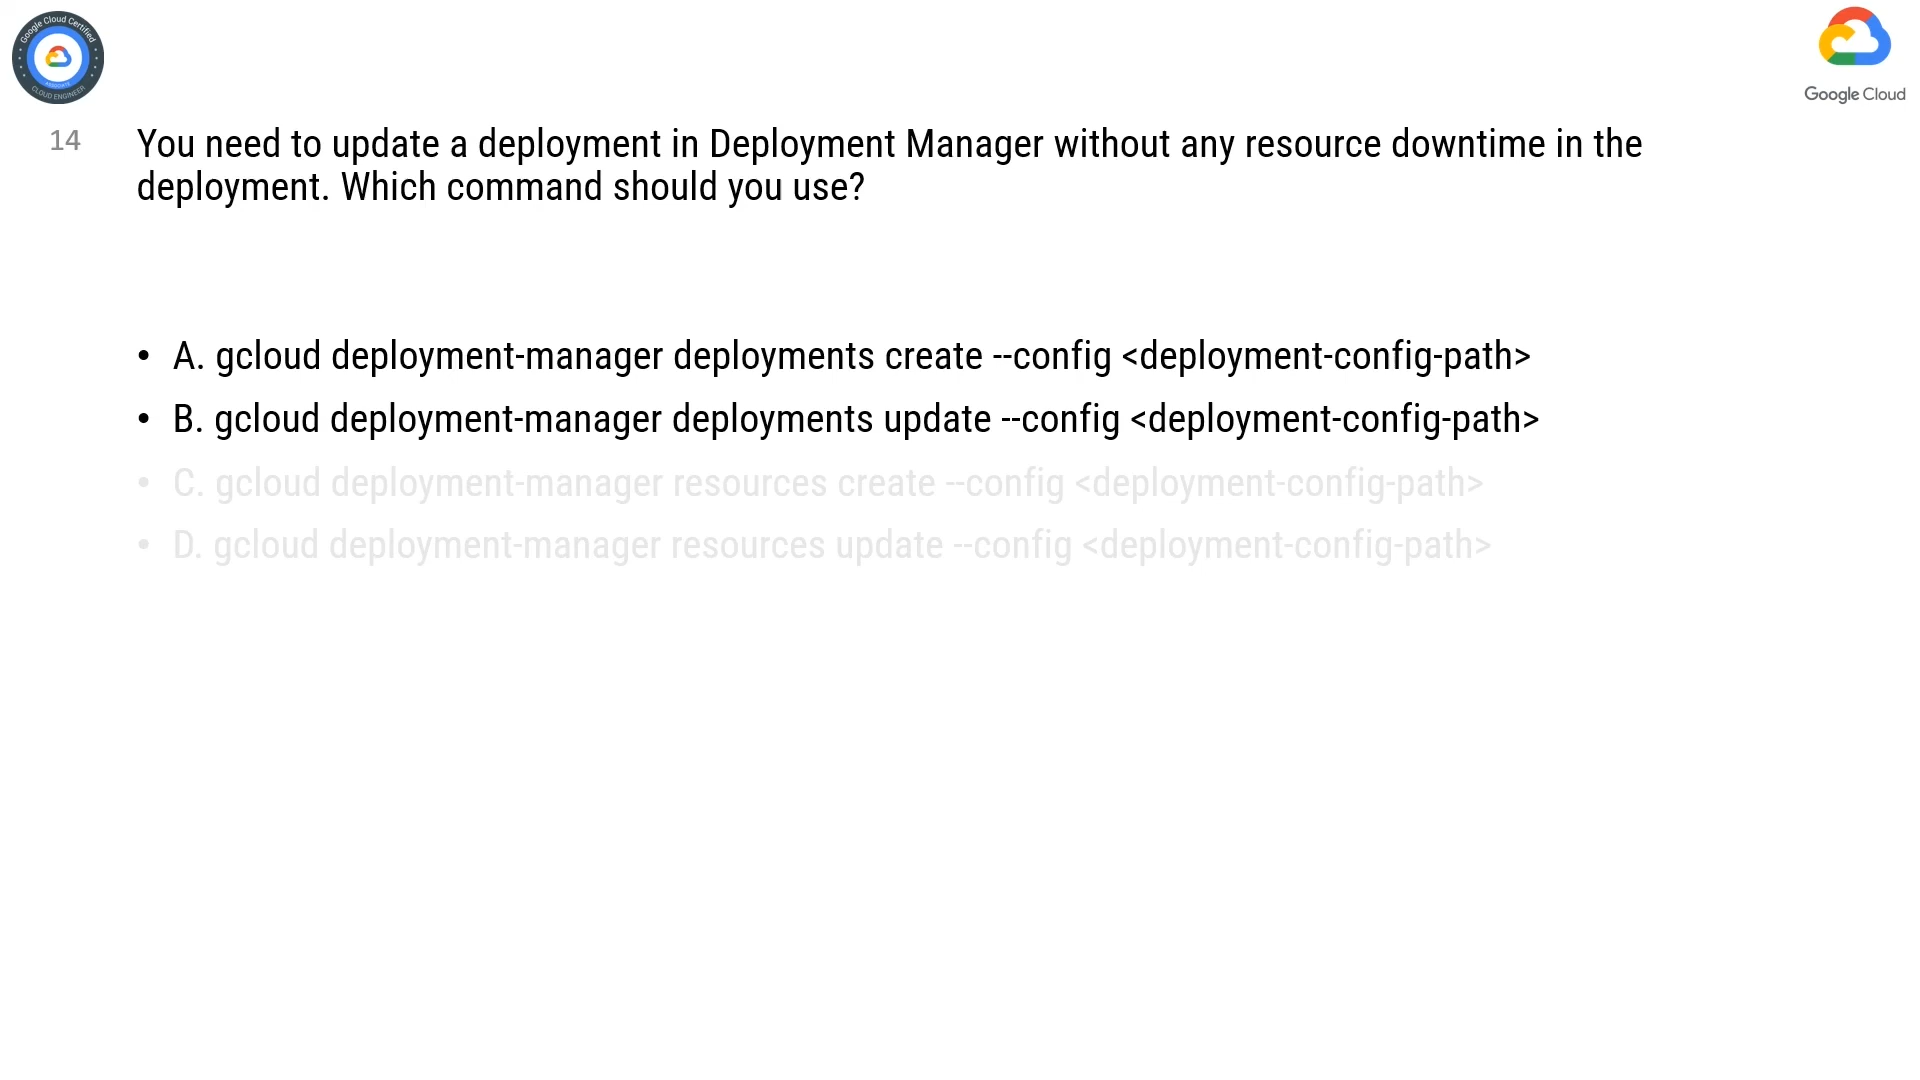 Google Cloud Certified
ASSOCIATE
CLOUD ENGINEER
Google Cloud
14
You need to update a deployment in Deployment Manager without any resource downtime in the
deployment. Which command should you use?
• A. gcloud deployment-manager deployments create --config <deployment-config-path>
• B. gcloud deployment-manager deployments update --config <deployment-config-path>
• C. gcloud deployment-manager resources create --config <deployment-config-path>
• D. gcloud deployment-manager resources update --config <deployment-config-path>